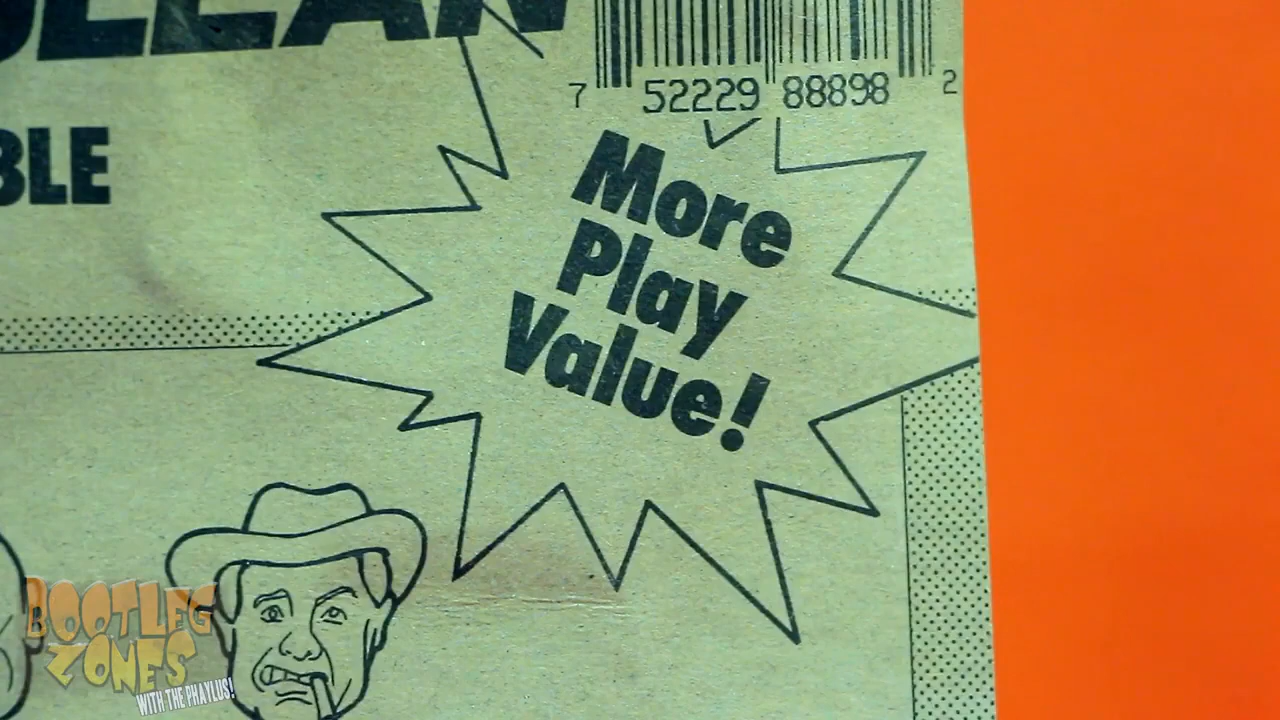 7 52229 88898 2
BLE
More
Play
Value!
BOOTLEG
ZONES
WITH THE PHAYLUS!